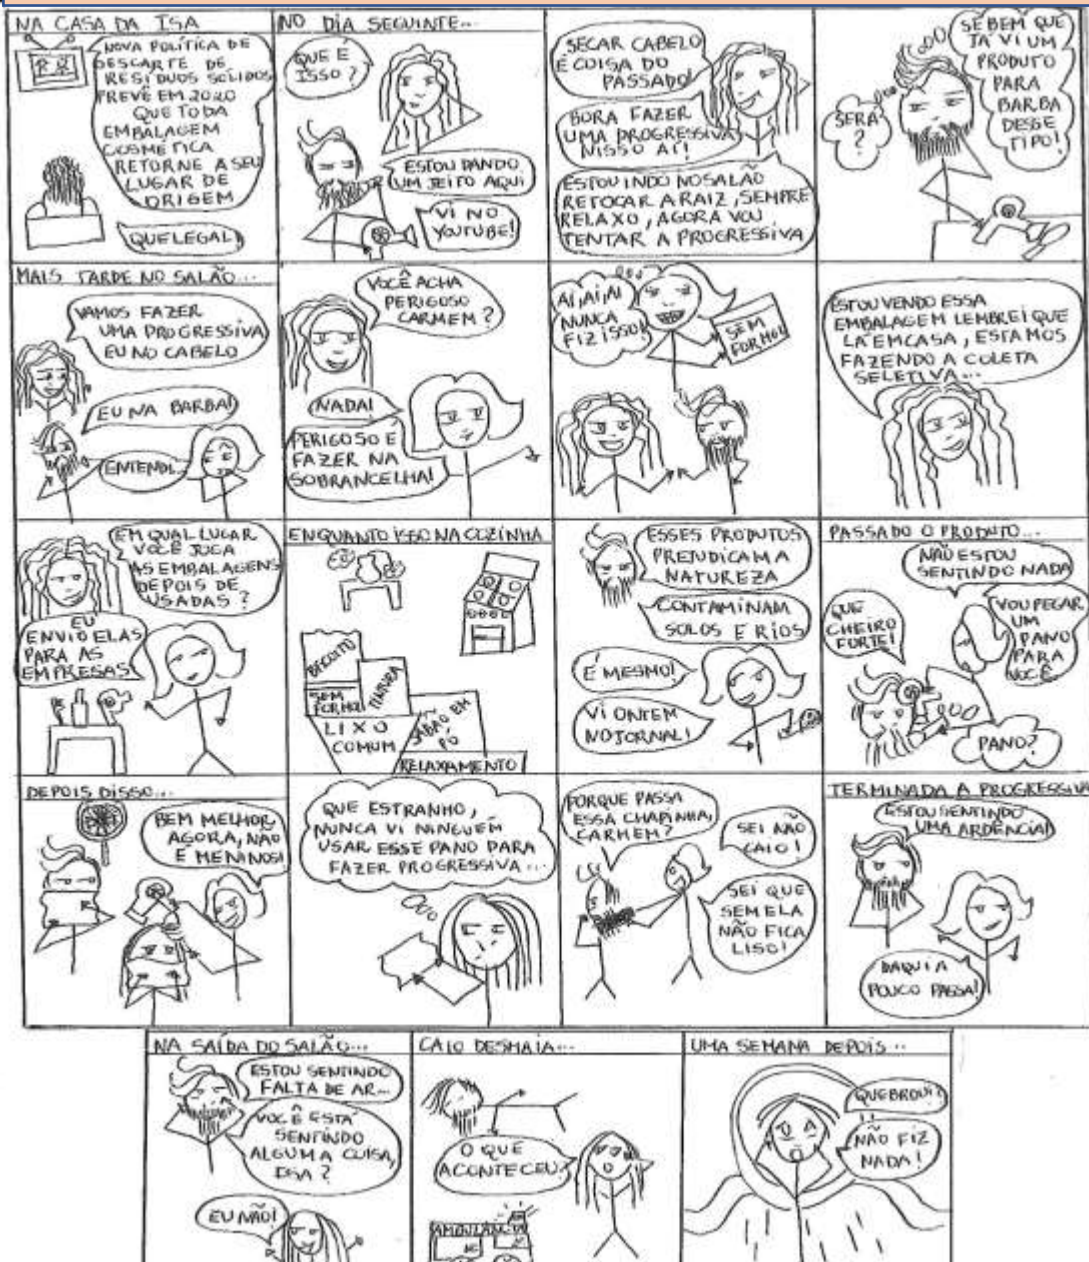 NA CASA DA ISA
NOVA POLÍTICA DE
DESCARTE DE
RESÍDUOS SÓLIDOS
PREVÊ EM 2020
QUE TODA
EMBALAGEM
COSMÉTICA
RETORNE A SEU
LUGAR DE
ORIGEM
QUE LEGAL!
NO DIA SEGUINTE...
QUE É
ISSO?
ESTOU DANDO
UM JEITO AQUI
VI NO
YOUTUBE!
SECAR CABELO
É COISA DO
PASSADO!
BORA FAZER
UMA PROGRESSIVA
NISSO AÍ!
ESTOU INDO NO SALÃO
RETOCAR A RAIZ, SEMPRE
RELAXO, AGORA VOU
TENTAR A PROGRESSIVA
SERÁ
?
SE BEM QUE
JÁ VI UM
PRODUTO
PARA
BARBA
DESSE
TIPO!
MAIS TARDE NO SALÃO...
VAMOS FAZER
UMA PROGRESSIVA
EU NO CABELO
EU NA BARBA!
ENTENDI...
VOCÊ ACHA
PERIGOSO
CARMEM?
NADA!
PERIGOSO É
FAZER NA
SOBRANCELHA!
AI, AI, AI
NUNCA
FIZ ISSO!
SEM
FORMOL
ESTOU VENDO ESSA
EMBALAGEM LEMBREI QUE
LÁ EM CASA, ESTAMOS
FAZENDO A COLETA
SELETIVA...
EM QUAL LUGAR
VOCÊ JOGA
AS EMBALAGENS
DEPOIS DE
USADAS?
EU
ENVIO ELAS
PARA AS
EMPRESAS
ENQUANTO ISSO NA COZINHA
BISCOITO
SEM
FORMOL
TINTURA
LIXO
COMUM
SABÃO EM
PÓ
RELAXAMENTO
ESSES PRODUTOS
PREJUDICAM A
NATUREZA
CONTAMINAM
SOLOS E RIOS
É MESMO!
VI ONTEM
NO JORNAL!
PASSADO O PRODUTO...
NÃO ESTOU
SENTINDO NADA
QUE
CHEIRO
FORTE!
VOU PEGAR
UM
PANO
PARA
VOCÊ
PANO?
DEPOIS DISSO...
BEM MELHOR
AGORA, NÃO
É MENINOS!
QUE ESTRANHO,
NUNCA VI NINGUÉM
USAR ESSE PANO PARA
FAZER PROGRESSIVA...
PORQUE PASSA
ESSA CHAPINHA,
CARMEM?
SEI NÃO
CAIO!
SEI QUE
SEM ELA
NÃO FICA
LISO!
TERMINADA A PROGRESSIVA
ESTOU SENTINDO
UMA ARDÊNCIA!
DAQUI A
POUCO PASSA!
NA SAÍDA DO SALÃO...
ESTOU SENTINDO
FALTA DE AR...
VOCÊ ESTÁ
SENTINDO
ALGUMA COISA,
ISA?
EU NÃO!
CAIO DESMAIA...
O QUE
ACONTECEU?
AMBULÂNCIA
UMA SEMANA DEPOIS...
QUEBROU!!
NÃO FIZ
NADA!